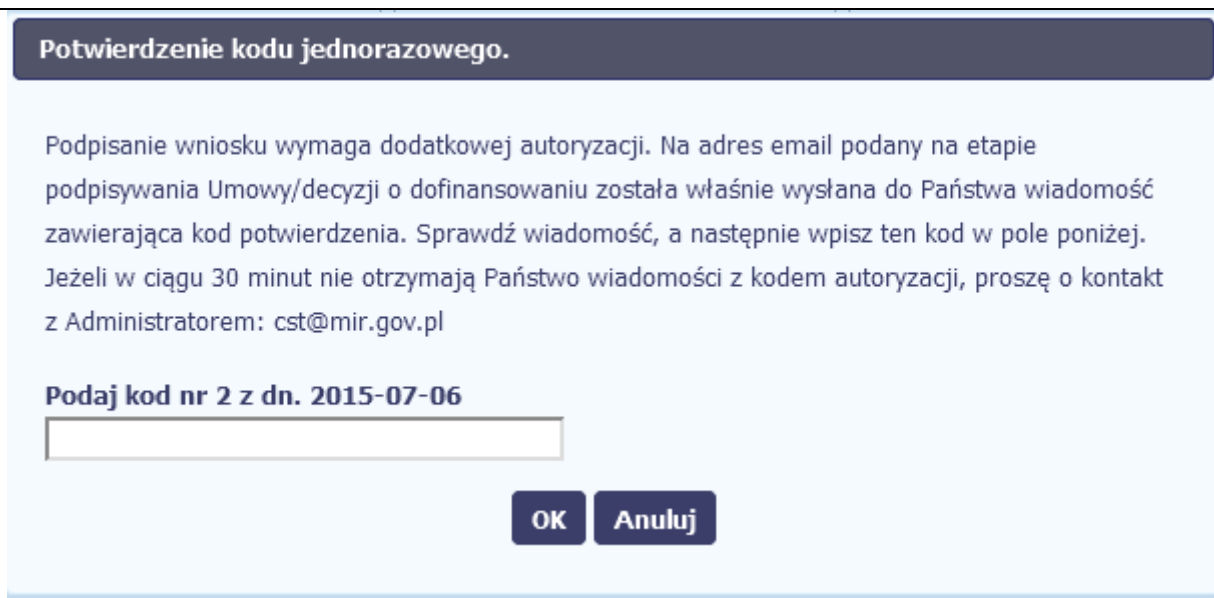 Potwierdzenie kodu jednorazowego.
Podpisanie wniosku wymaga dodatkowej autoryzacji. Na adres email podany na etapie
podpisywania Umowy/decyzji o dofinansowaniu została właśnie wysłana do Państwa wiadomość
zawierająca kod potwierdzenia. Sprawdź wiadomość, a następnie wpisz ten kod w pole poniżej.
Jeżeli w ciągu 30 minut nie otrzymają Państwo wiadomości z kodem autoryzacji, proszę o kontakt
z Administratorem: cst@mir.gov.pl
Podaj kod nr 2 z dn. 2015-07-06
OK Anuluj